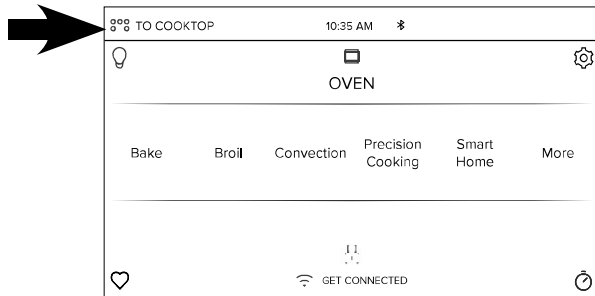 TO COOKTOP 10:35 AM
OVEN
Bake Broil Convection Precision Cooking Smart Home More
GET CONNECTED